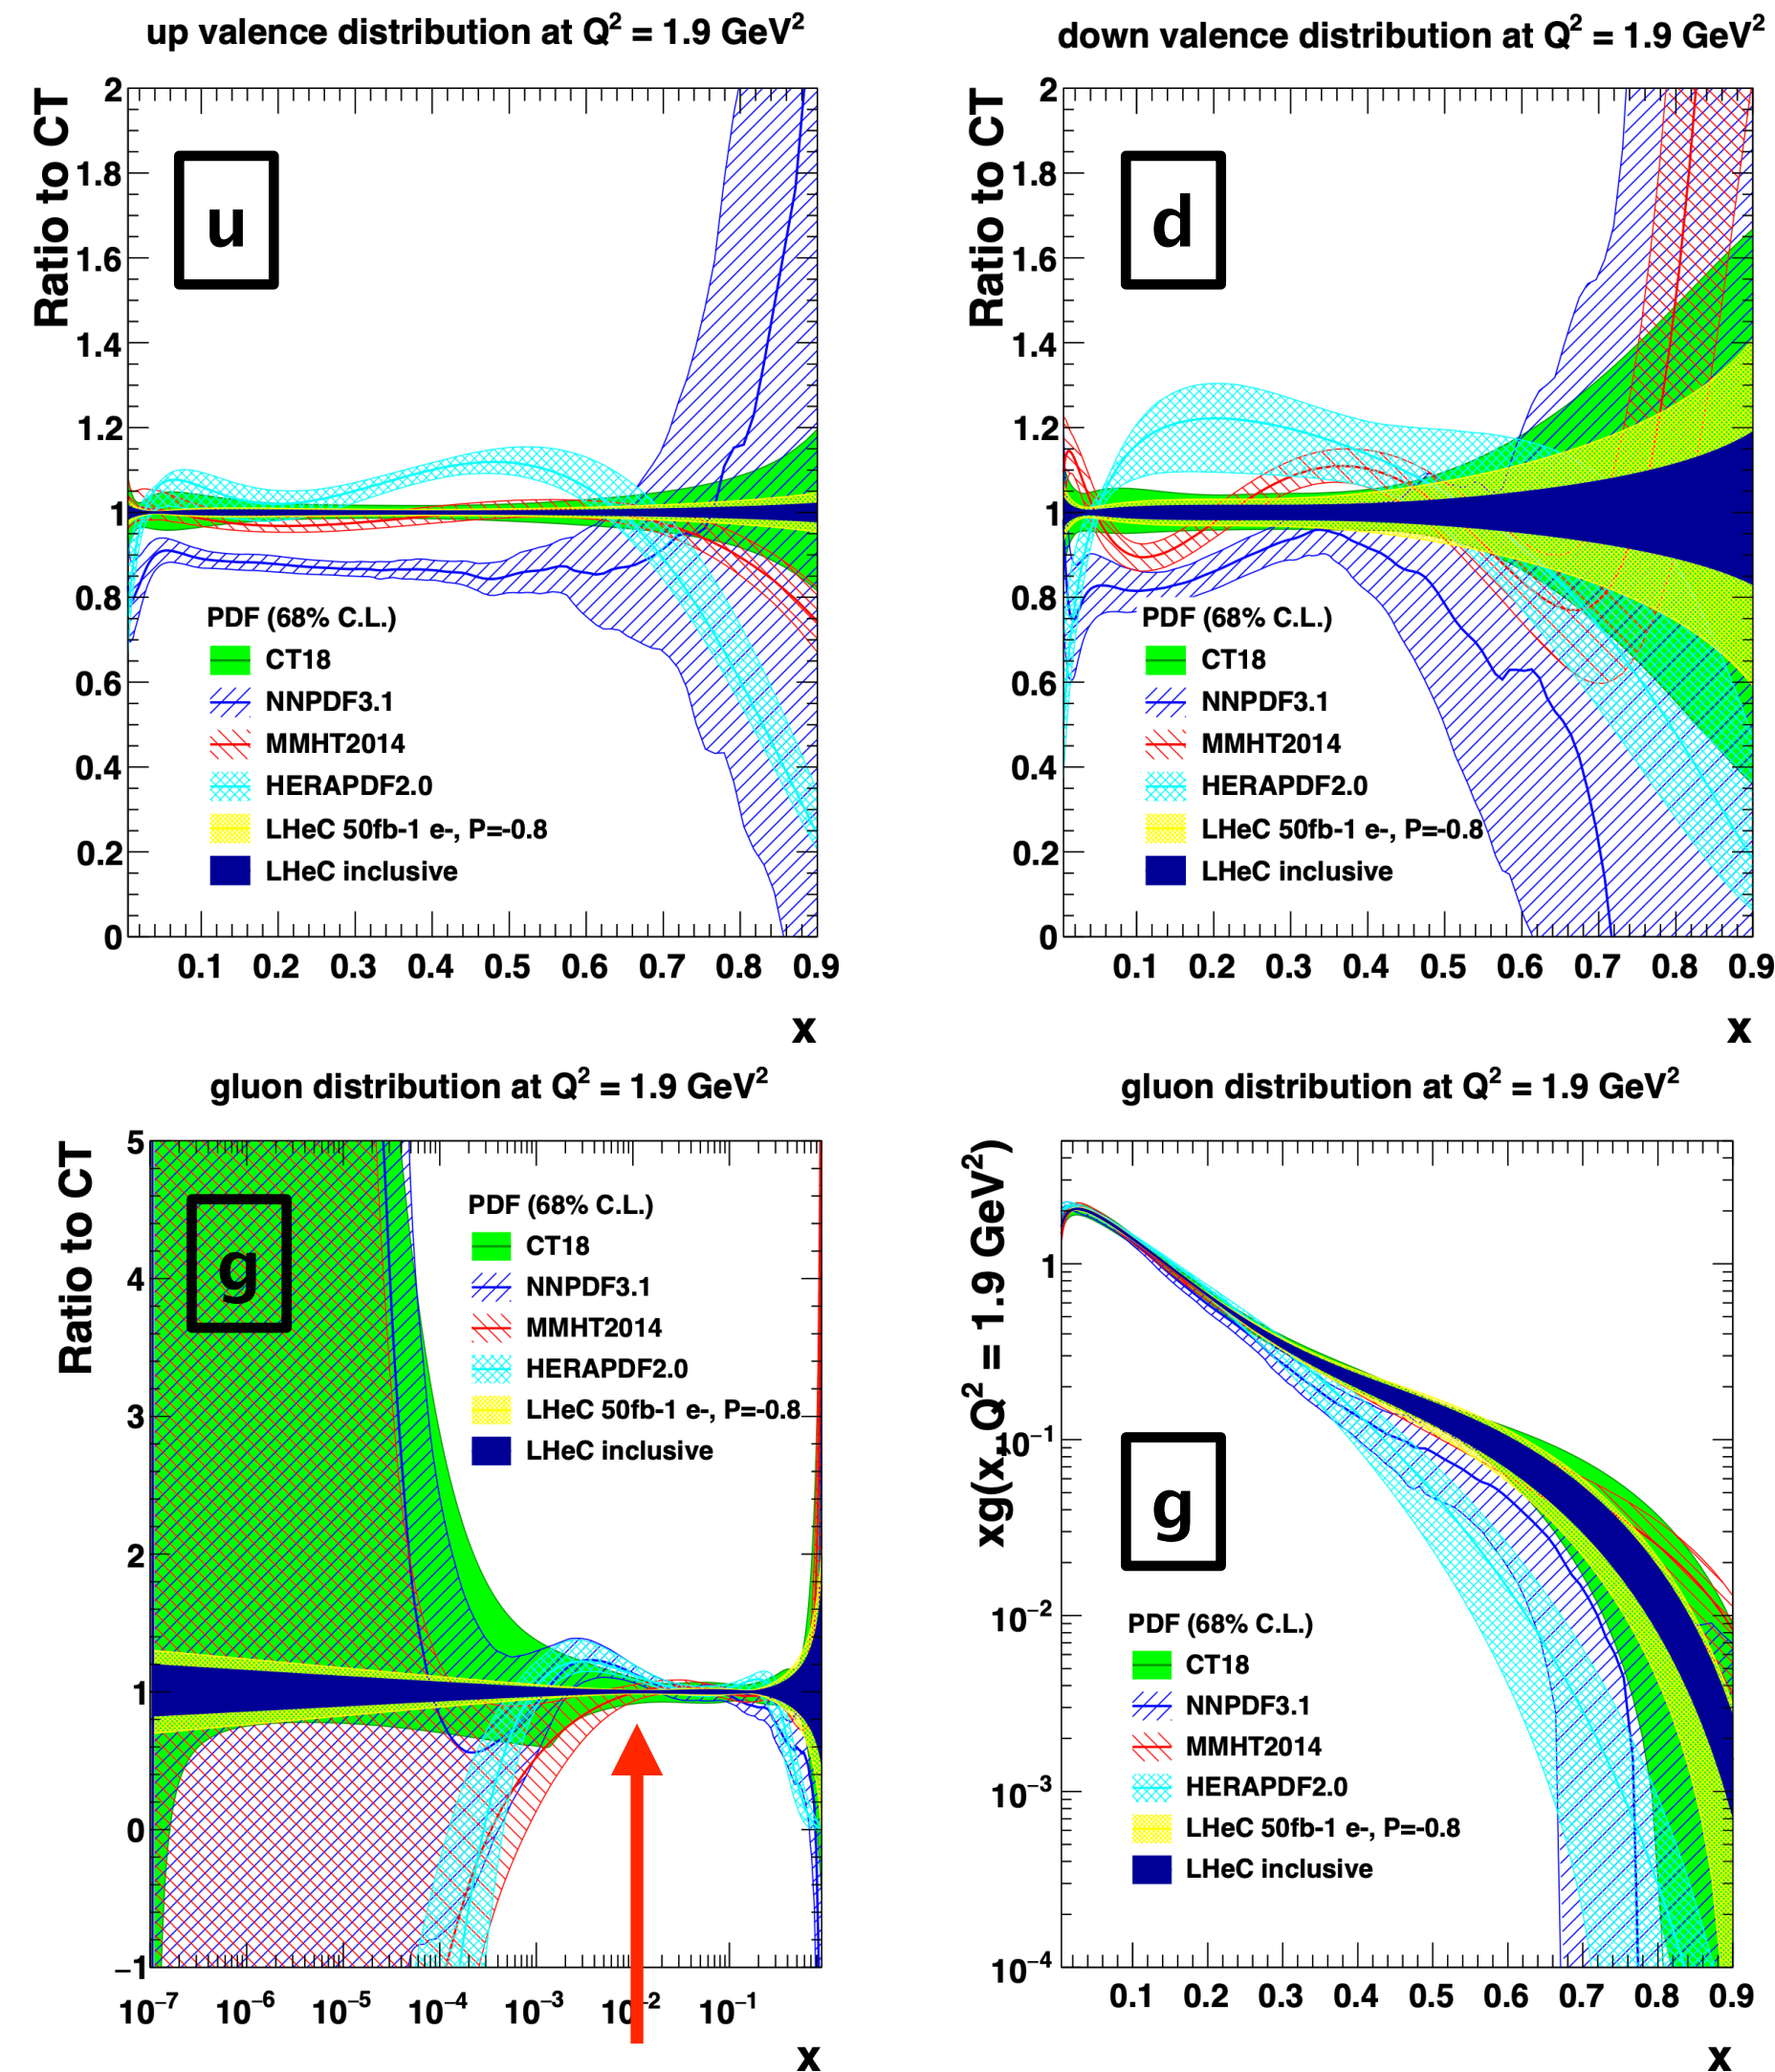 up valence distribution at Q² = 1.9 GeV²
Ratio to CT
2
1.8
1.6
1.4
1.2
1
0.8
0.6
0.4
0.2
0
u
PDF (68% C.L.)
CT18
NNPDF3.1
MMHT2014
HERAPDF2.0
LHeC 50fb-1 e-, P=-0.8
LHeC inclusive
0.1 0.2 0.3 0.4 0.5 0.6 0.7 0.8 0.9
x
down valence distribution at Q² = 1.9 GeV²
Ratio to CT
2
1.8
1.6
1.4
1.2
1
0.8
0.6
0.4
0.2
0
d
PDF (68% C.L.)
CT18
NNPDF3.1
MMHT2014
HERAPDF2.0
LHeC 50fb-1 e-, P=-0.8
LHeC inclusive
0.1 0.2 0.3 0.4 0.5 0.6 0.7 0.8 0.9
x
gluon distribution at Q² = 1.9 GeV²
Ratio to CT
5
4
3
2
1
0
−1
g
PDF (68% C.L.)
CT18
NNPDF3.1
MMHT2014
HERAPDF2.0
LHeC 50fb-1 e-, P=-0.8
LHeC inclusive
10⁻⁷ 10⁻⁶ 10⁻⁵ 10⁻⁴ 10⁻³ 10⁻² 10⁻¹
x
gluon distribution at Q² = 1.9 GeV²
xg(x,Q² = 1.9 GeV²)
1
10⁻¹
10⁻²
10⁻³
10⁻⁴
g
PDF (68% C.L.)
CT18
NNPDF3.1
MMHT2014
HERAPDF2.0
LHeC 50fb-1 e-, P=-0.8
LHeC inclusive
0.1 0.2 0.3 0.4 0.5 0.6 0.7 0.8 0.9
x